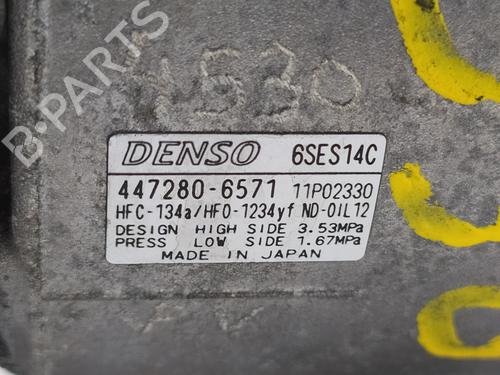 B-PARTS
DENSO 6SES14C
447280-6571 11P02330
HFC-134a/HFO-1234yf ND-OIL12
DESIGN HIGH SIDE 3.53MPa
PRESS LOW SIDE 1.67MPa
MADE IN JAPAN